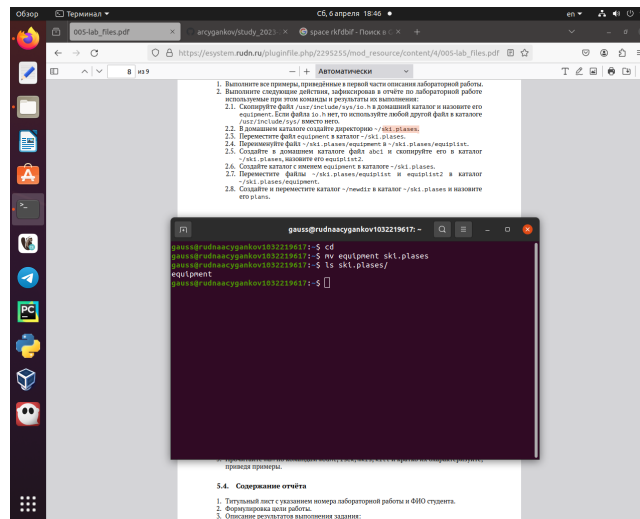 Обзор
Терминал
Сб, 6 апреля 18:46
en
005-lab_files.pdf
arcygankov/study_2023-
space rkfdbif - Поиск в G
https://esystem.rudn.ru/pluginfile.php/2295255/mod_resource/content/4/005-lab_files.pdf
8 из 9
Автоматически
1. Выполните все примеры, приведённые в первой части описания лабораторной работы.
2. Выполните следующие действия, зафиксировав в отчёте по лабораторной работе
используемые при этом команды и результаты их выполнения:
2.1. Скопируйте файл /usr/include/sys/io.h в домашний каталог и назовите его
equipment. Если файла io.h нет, то используйте любой другой файл в каталоге
/usr/include/sys/ вместо него.
2.2. В домашнем каталоге создайте директорию ~/ski.plases.
2.3. Переместите файл equipment в каталог ~/ski.plases.
2.4. Переименуйте файл ~/ski.plases/equipment в ~/ski.plases/equiplist.
2.5. Создайте в домашнем каталоге файл abc1 и скопируйте его в каталог
~/ski.plases, назовите его equiplist2.
2.6. Создайте каталог с именем equipment в каталоге ~/ski.plases.
2.7. Переместите файлы ~/ski.plases/equiplist и equiplist2 в каталог
~/ski.plases/equipment.
2.8. Создайте и переместите каталог ~/newdir в каталог ~/ski.plases и назовите
его plans.
gauss@rudnaacygankov1032219617: ~
gauss@rudnaacygankov1032219617:~$ cd
gauss@rudnaacygankov1032219617:~$ mv equipment ski.plases
gauss@rudnaacygankov1032219617:~$ ls ski.plases/
equipment
gauss@rudnaacygankov1032219617:~$
приведя примеры.
5.4. Содержание отчёта
1. Титульный лист с указанием номера лабораторной работы и ФИО студента.
2. Формулировка цели работы.
3. Описание результатов выполнения задания: